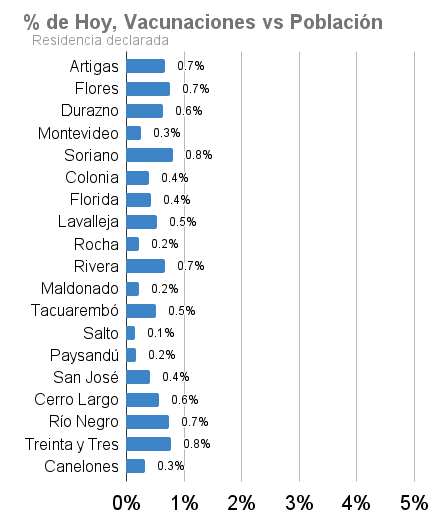 % de Hoy, Vacunaciones vs Población
Residencia declarada
Artigas 0.7%
Flores 0.7%
Durazno 0.6%
Montevideo 0.3%
Soriano 0.8%
Colonia 0.4%
Florida 0.4%
Lavalleja 0.5%
Rocha 0.2%
Rivera 0.7%
Maldonado 0.2%
Tacuarembó 0.5%
Salto 0.1%
Paysandú 0.2%
San José 0.4%
Cerro Largo 0.6%
Río Negro 0.7%
Treinta y Tres 0.8%
Canelones 0.3%
0% 1% 2% 3% 4% 5%